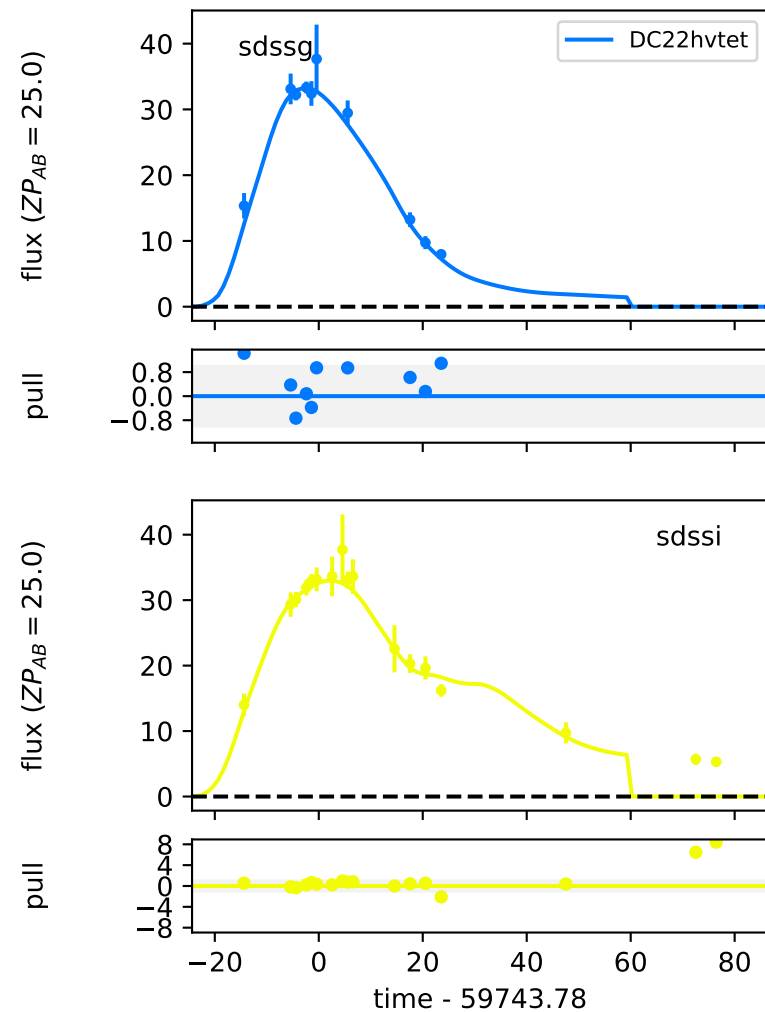 40
30
20
10
0
flux (ZP_AB = 25.0)
sdssg
DC22hvtet
0.8
0.0
−0.8
pull
40
30
20
10
0
flux (ZP_AB = 25.0)
sdssi
8
4
0
−4
−8
pull
−20 0 20 40 60 80
time - 59743.78